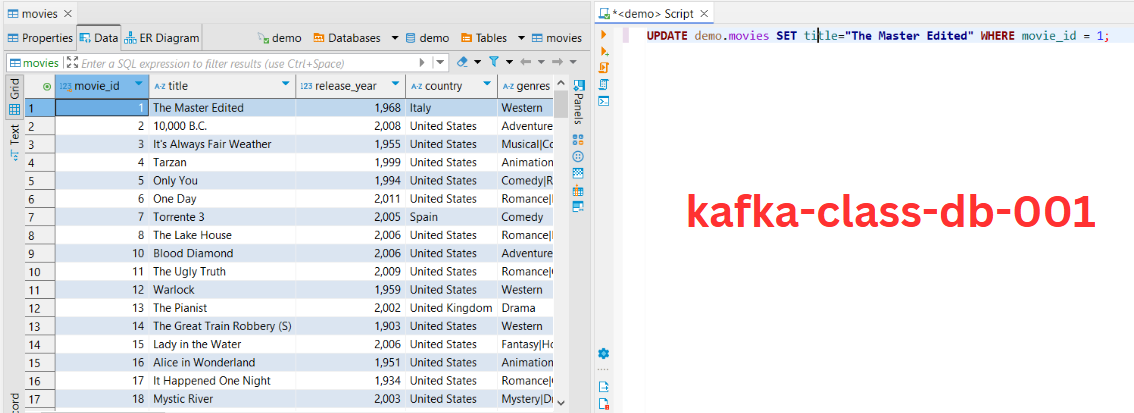 movies
Properties Data ER Diagram demo Databases demo Tables movies
movies Enter a SQL expression to filter results (use Ctrl+Space)
Grid
Text
Panels
123 movie_id A-Z title 123 release_year A-Z country A-Z genres
1 1 The Master Edited 1,968 Italy Western
2 2 10,000 B.C. 2,008 United States Adventure
3 3 It's Always Fair Weather 1,955 United States Musical|Co
4 4 Tarzan 1,999 United States Animation
5 5 Only You 1,994 United States Comedy|R
6 6 One Day 2,011 United States Romance|
7 7 Torrente 3 2,005 Spain Comedy
8 8 The Lake House 2,006 United States Romance|
9 10 Blood Diamond 2,006 United States Adventure
10 11 The Ugly Truth 2,009 United States Romance|
11 12 Warlock 1,959 United States Western
12 13 The Pianist 2,002 United Kingdom Drama
13 14 The Great Train Robbery (S) 1,903 United States Western
14 15 Lady in the Water 2,006 United States Fantasy|Ho
15 16 Alice in Wonderland 1,951 United States Animation
16 17 It Happened One Night 1,934 United States Romance|
17 18 Mystic River 2,003 United States Mystery|Dr
cord
*<demo> Script
UPDATE demo.movies SET title="The Master Edited" WHERE movie_id = 1;
kafka-class-db-001